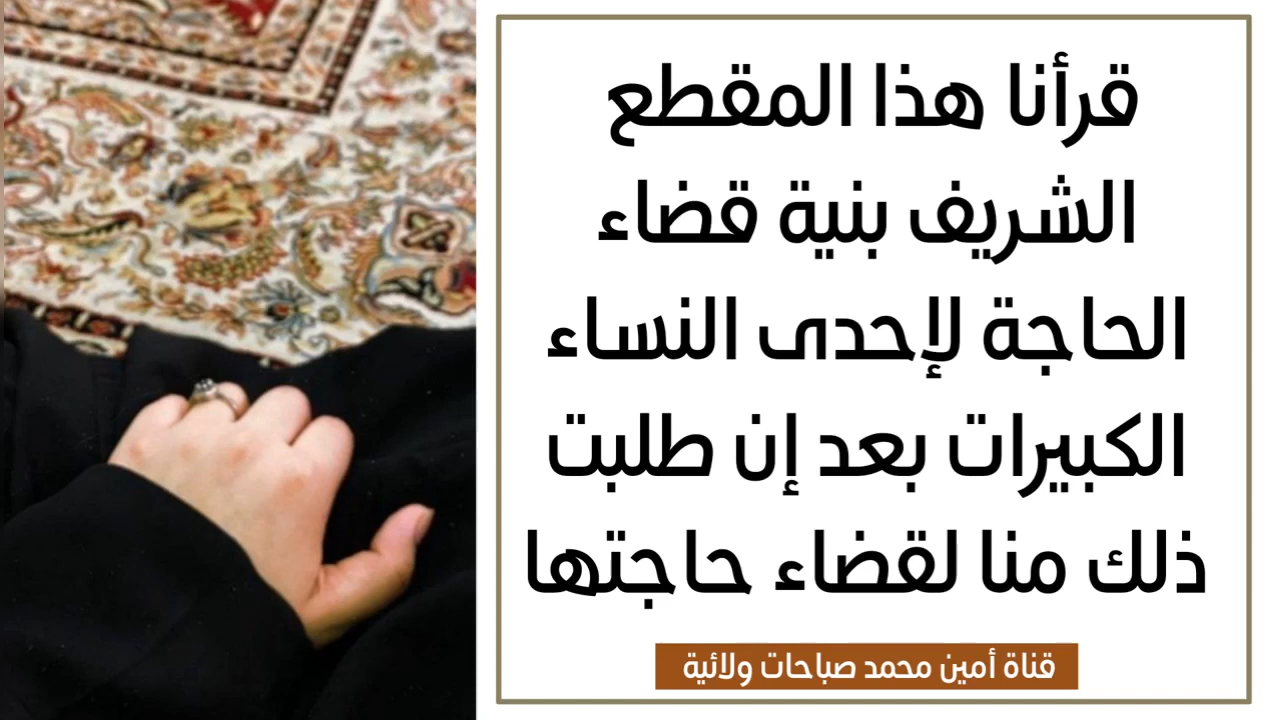 قرأنا هذا المقطع
الشريف بنية قضاء
الحاجة لإحدى النساء
الكبيرات بعد إن طلبت
ذلك منا لقضاء حاجتها
قناة أمين محمد صباحات ولائية